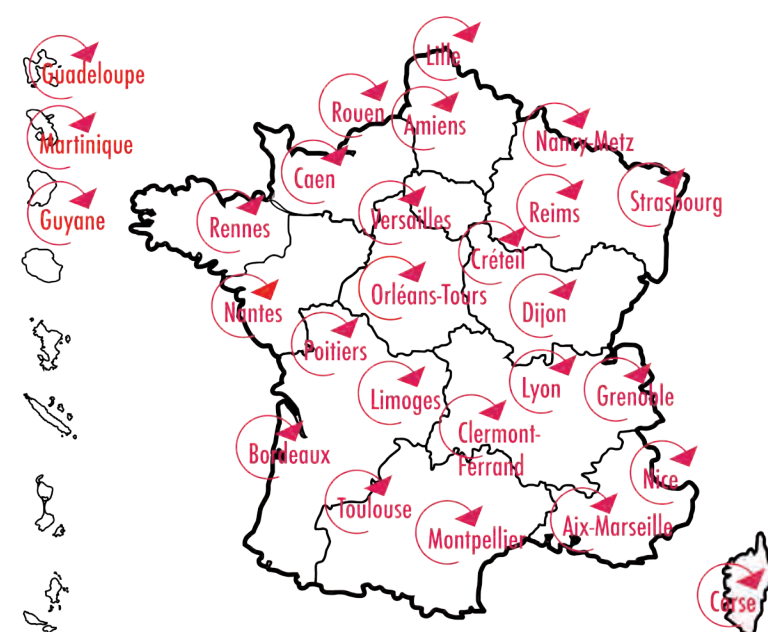 Lille
Guadeloupe
Rouen
Amiens
Martinique
Nancy-Metz
Caen
Strasbourg
Guyane
Rennes
Versailles
Reims
Créteil
Orléans-Tours
Nantes
Dijon
Poitiers
Lyon
Grenoble
Limoges
Clermont-
Ferrand
Bordeaux
Nice
Toulouse
Aix-Marseille
Montpellier
Corse